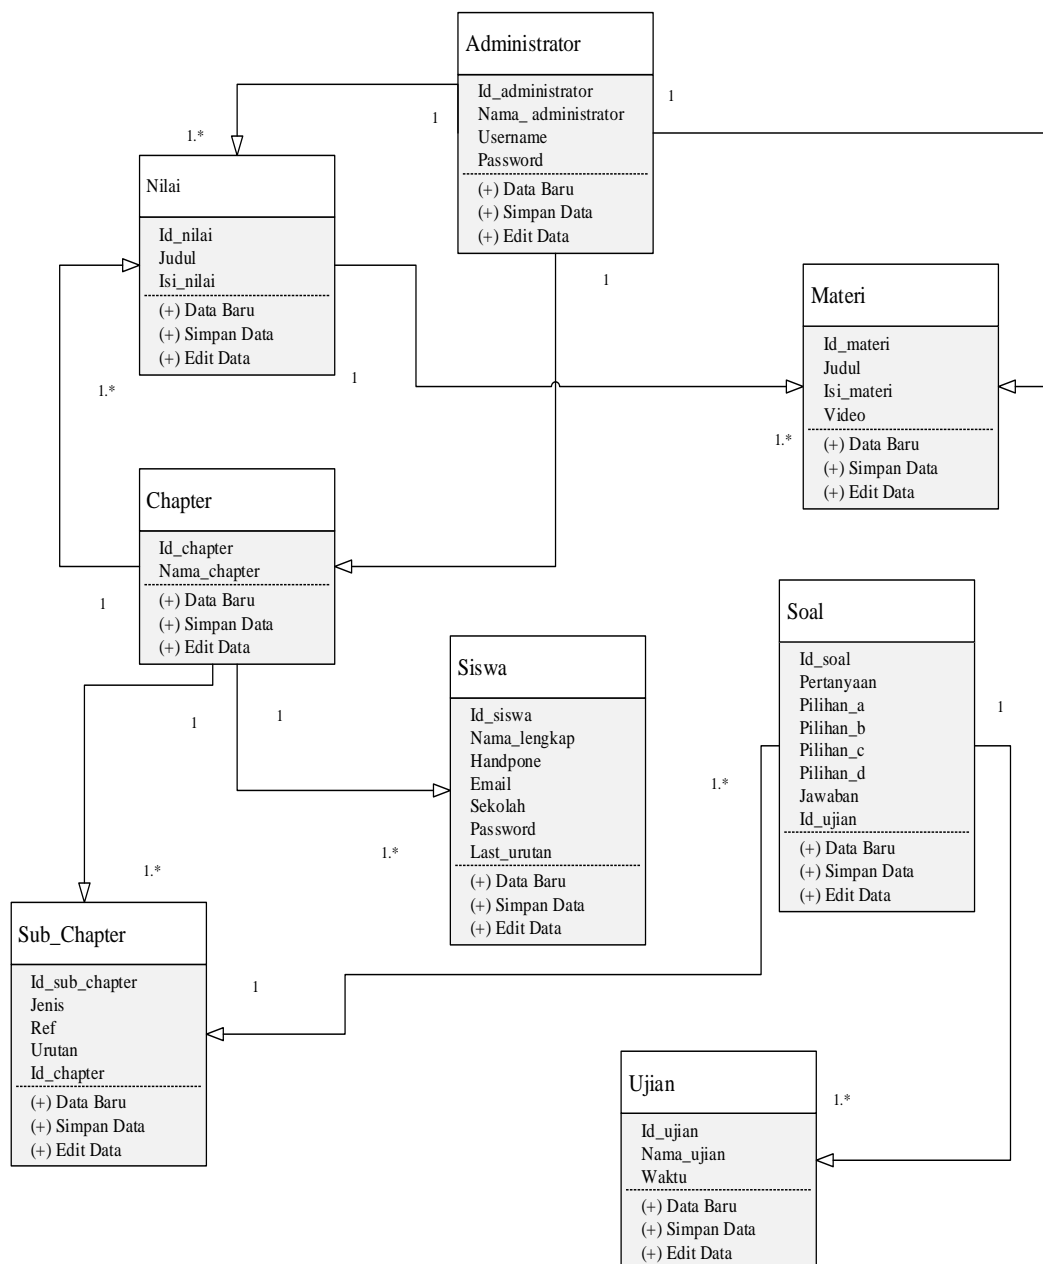 Administrator
Id_administrator
Nama_ administrator
Username
Password
(+) Data Baru
(+) Simpan Data
(+) Edit Data
1
1
1.*
1
Nilai
Id_nilai
Judul
Isi_nilai
(+) Data Baru
(+) Simpan Data
(+) Edit Data
1.*
1
Materi
Id_materi
Judul
Isi_materi
Video
(+) Data Baru
(+) Simpan Data
(+) Edit Data
1.*
Chapter
Id_chapter
Nama_chapter
(+) Data Baru
(+) Simpan Data
(+) Edit Data
1
1
1
Siswa
Id_siswa
Nama_lengkap
Handpone
Email
Sekolah
Password
Last_urutan
(+) Data Baru
(+) Simpan Data
(+) Edit Data
1.*
1.*
Soal
Id_soal
Pertanyaan
Pilihan_a
Pilihan_b
Pilihan_c
Pilihan_d
Jawaban
Id_ujian
(+) Data Baru
(+) Simpan Data
(+) Edit Data
1
1.*
Sub_Chapter
Id_sub_chapter
Jenis
Ref
Urutan
Id_chapter
(+) Data Baru
(+) Simpan Data
(+) Edit Data
1
Ujian
Id_ujian
Nama_ujian
Waktu
(+) Data Baru
(+) Simpan Data
(+) Edit Data
1.*